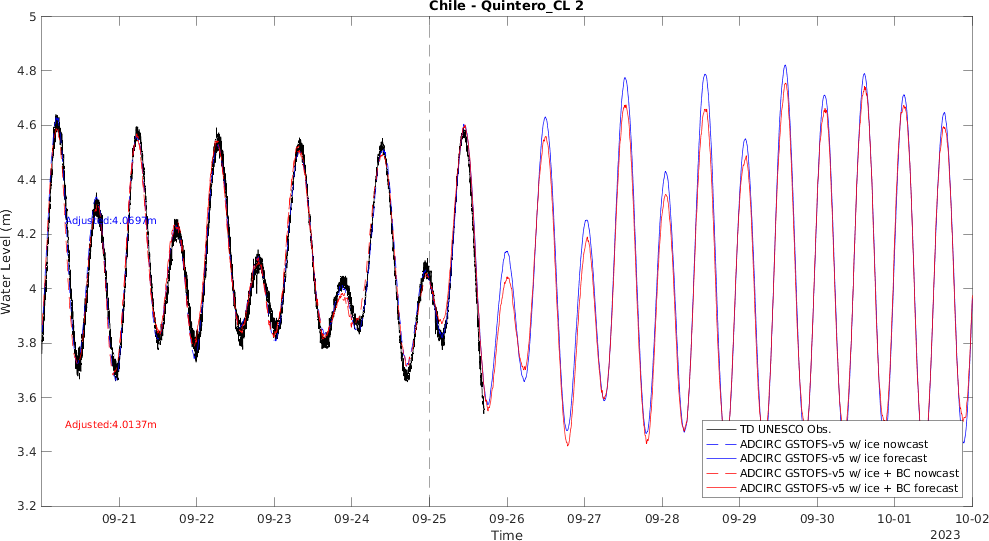 Chile - Quintero_CL 2
Water Level (m)
5
4.8
4.6
4.4
4.2
4
3.8
3.6
3.4
3.2
Adjusted:4.0597m
Adjusted:4.0137m
TD UNESCO Obs.
ADCIRC GSTOFS-v5 w/ ice nowcast
ADCIRC GSTOFS-v5 w/ ice forecast
ADCIRC GSTOFS-v5 w/ ice + BC nowcast
ADCIRC GSTOFS-v5 w/ ice + BC forecast
09-21 09-22 09-23 09-24 09-25 09-26 09-27 09-28 09-29 09-30 10-01 10-02
Time
2023